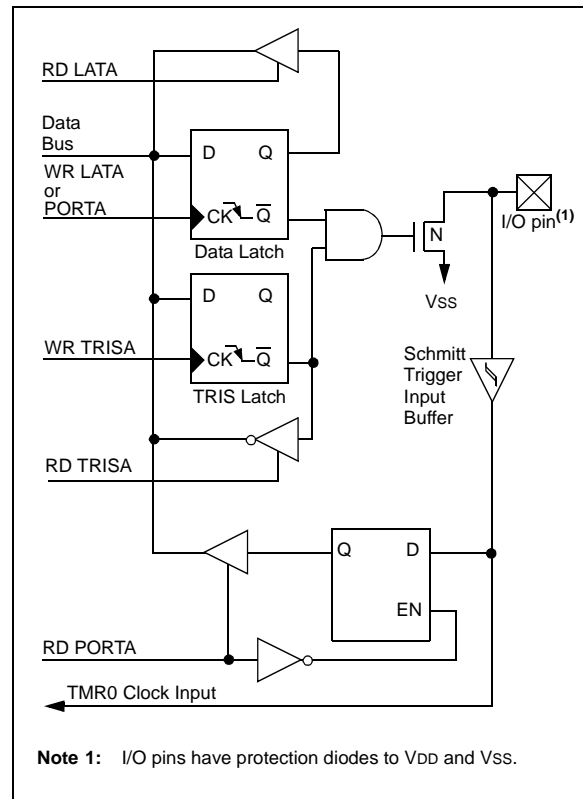 RD LATA
Data
Bus
D Q
WR LATA
or
PORTA
CK Q̅
Data Latch
I/O pin(1)
N
VSS
D Q
WR TRISA
CK Q̅
TRIS Latch
Schmitt
Trigger
Input
Buffer
RD TRISA
Q D
EN
RD PORTA
TMR0 Clock Input
Note 1: I/O pins have protection diodes to VDD and VSS.